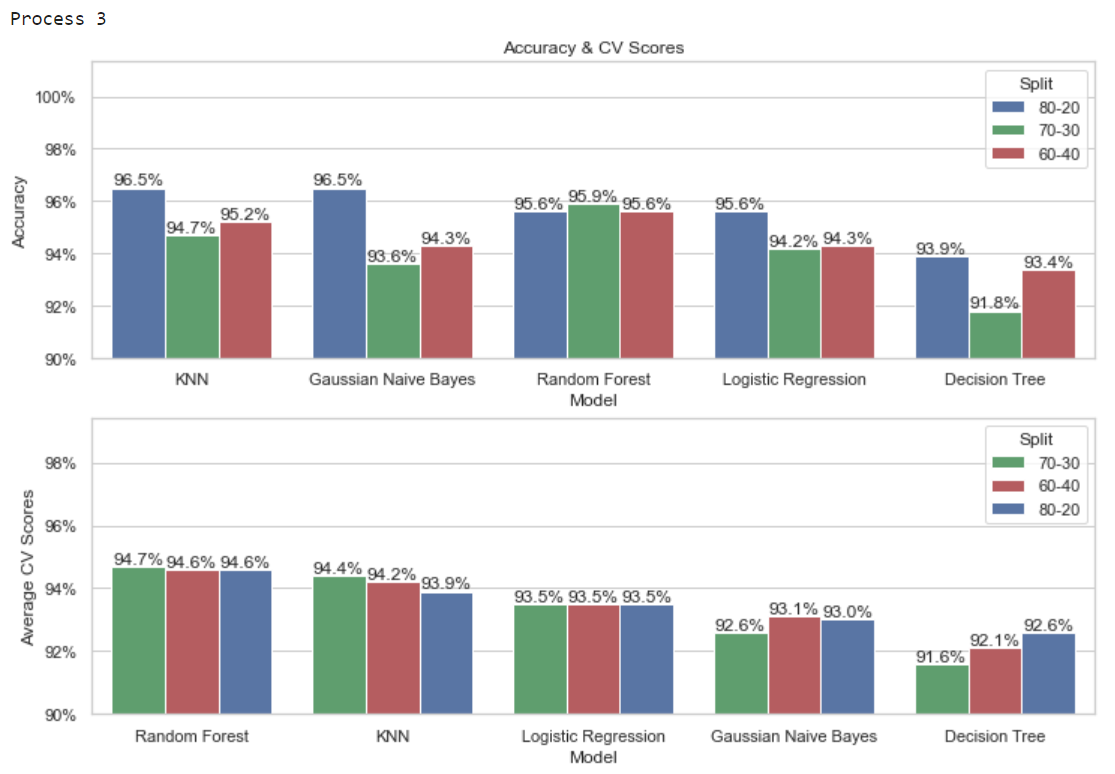 Process 3
Accuracy & CV Scores
Accuracy
100%
98%
96%
94%
92%
90%
Split
80-20
70-30
60-40
96.5%
94.7%
95.2%
96.5%
93.6%
94.3%
95.6%
95.9%
95.6%
95.6%
94.2%
94.3%
93.9%
91.8%
93.4%
KNN
Gaussian Naive Bayes
Random Forest
Logistic Regression
Decision Tree
Model
Average CV Scores
98%
96%
94%
92%
90%
Split
70-30
60-40
80-20
94.7%
94.6%
94.6%
94.4%
94.2%
93.9%
93.5%
93.5%
93.5%
92.6%
93.1%
93.0%
91.6%
92.1%
92.6%
Random Forest
KNN
Logistic Regression
Gaussian Naive Bayes
Decision Tree
Model